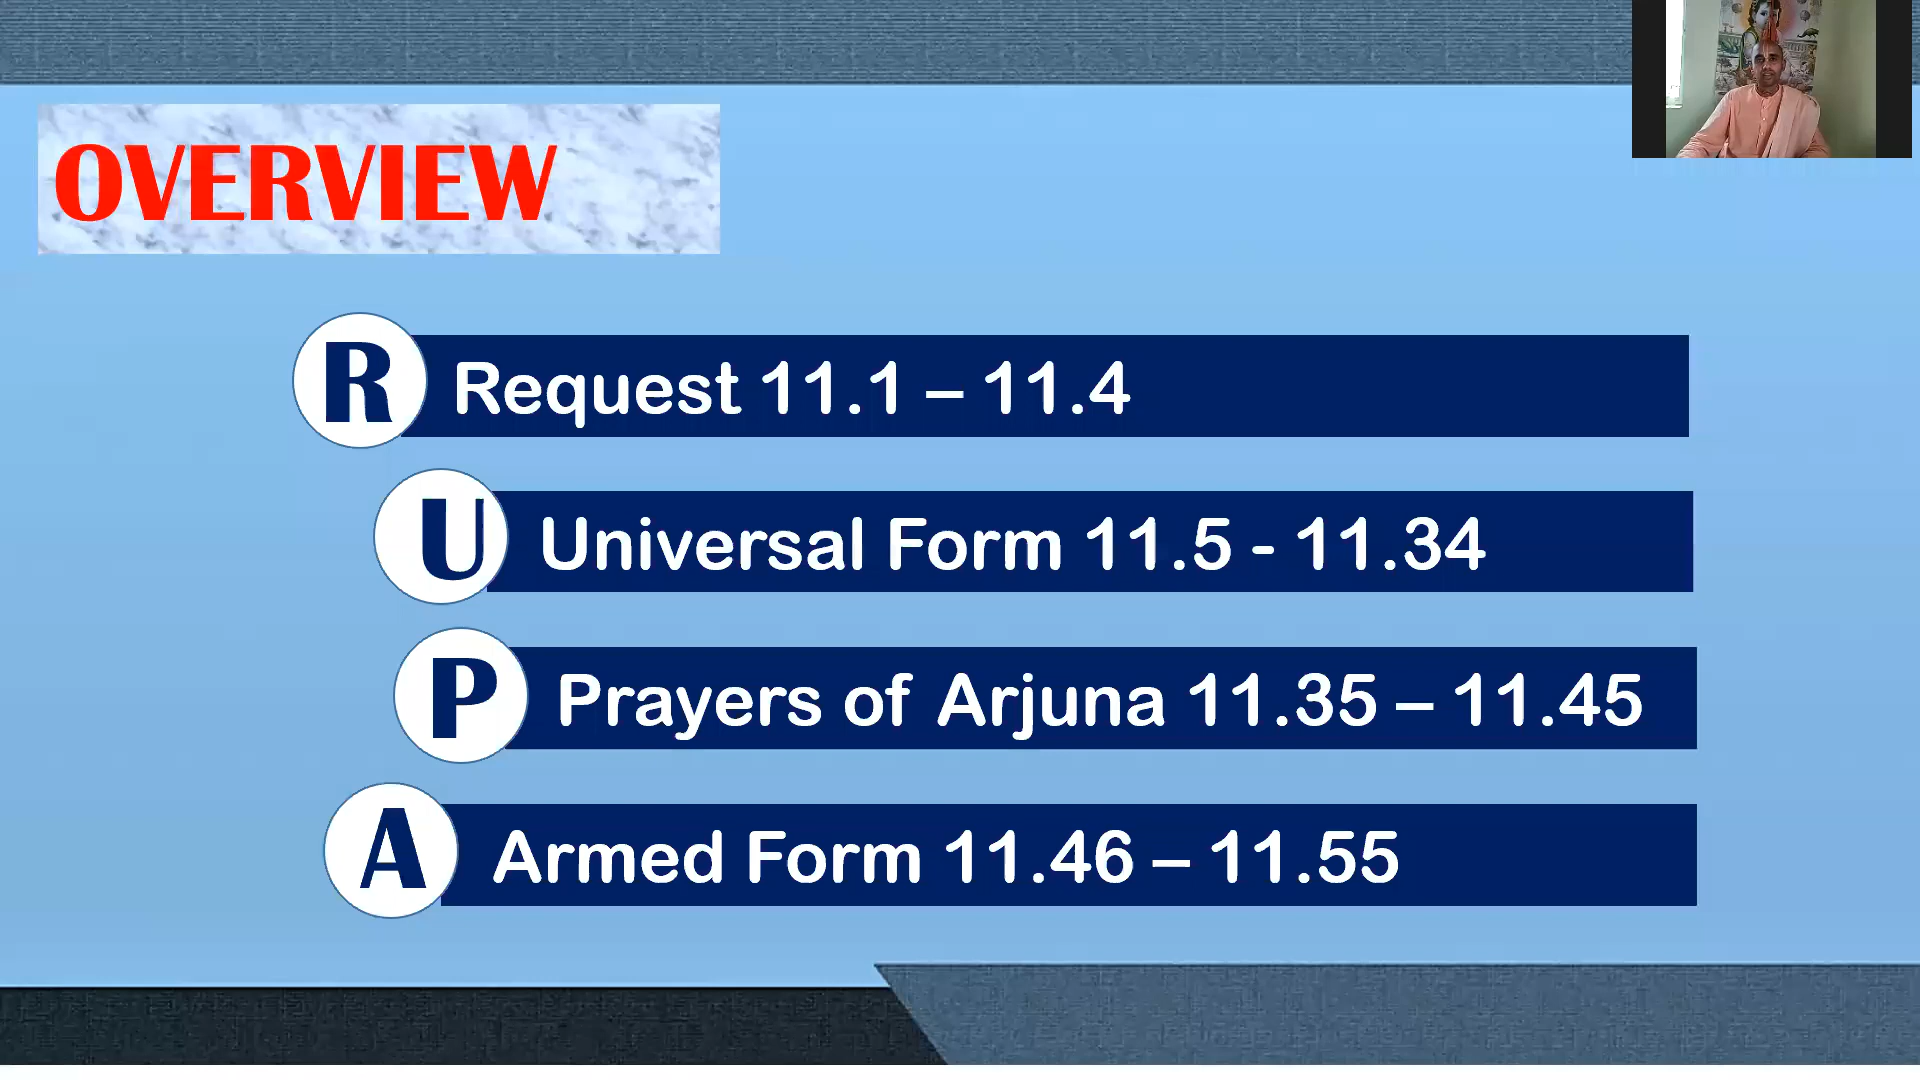 OVERVIEW
R Request 11.1 – 11.4
U Universal Form 11.5 - 11.34
P Prayers of Arjuna 11.35 – 11.45
A Armed Form 11.46 – 11.55